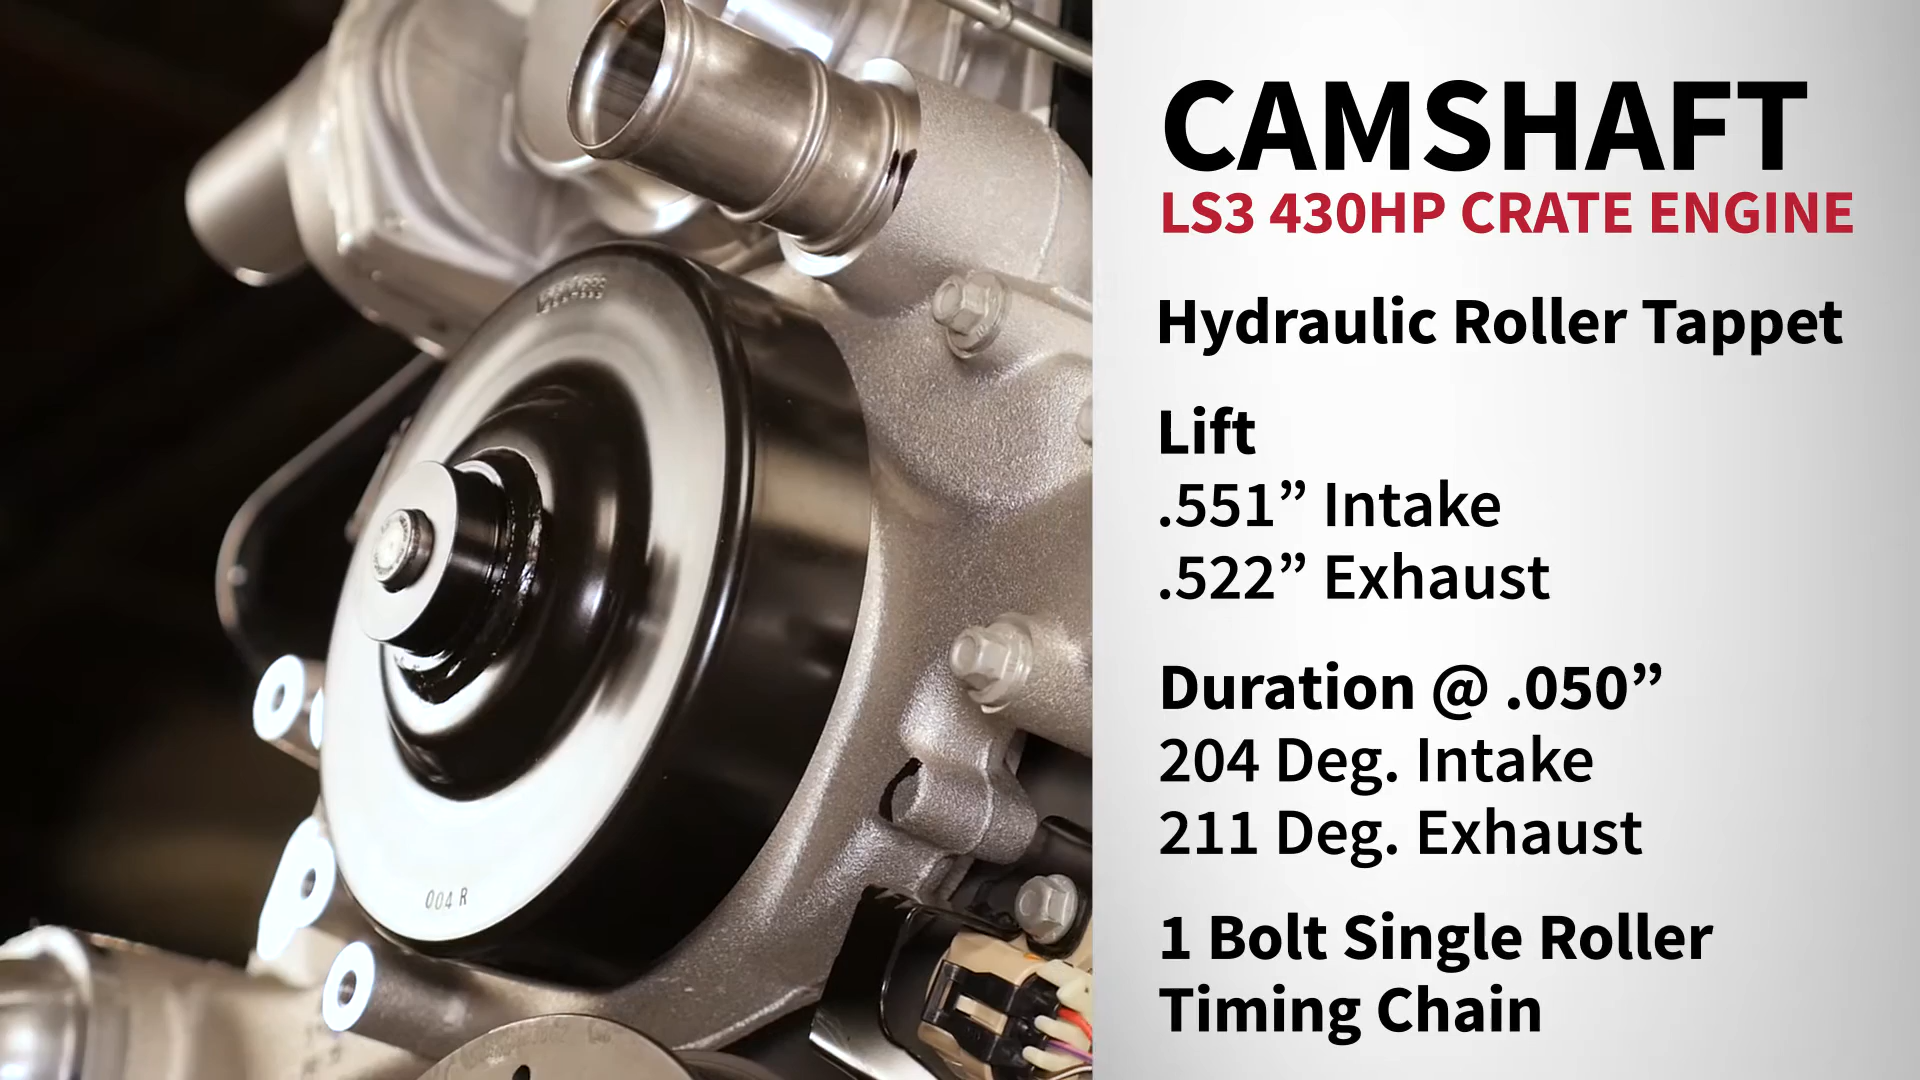 CAMSHAFT
LS3 430HP CRATE ENGINE
Hydraulic Roller Tappet
Lift
.551” Intake
.522” Exhaust
Duration @ .050”
204 Deg. Intake
211 Deg. Exhaust
1 Bolt Single Roller
Timing Chain
004 R